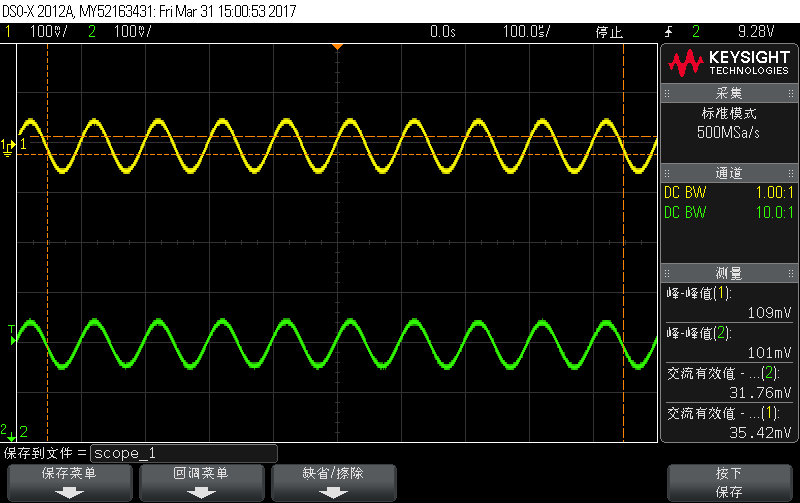 DSO-X 2012A, MY52163431: Fri Mar 31 15:00:53 2017
1 100%/ 2 100%/ 0.0s 100.0%/ 停止 2 9.28V
KEYSIGHT
TECHNOLOGIES
采集
标准模式
500MSa/s
通道
DC BW 1.00:1
DC BW 10.0:1
测量
峰-峰值(1):
109mV
峰-峰值(2):
101mV
交流有效值 - ...(2):
31.76mV
交流有效值 - ...(1):
35.42mV
1 1
T
2 2
保存到文件 = scope_1
保存菜单
回调菜单
缺省/擦除
按下
保存